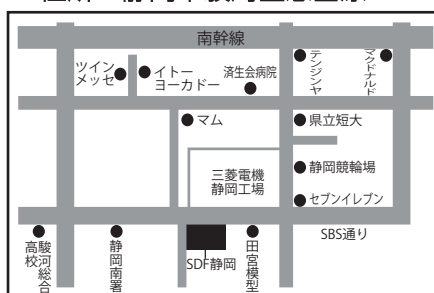 南幹線
ツイン
メッセ
イトー
ヨーカドー
済生会病院
テンジンヤ
マクドナルド
マム
県立短大
三菱電機
静岡工場
静岡競輪場
セブンイレブン
SBS通り
駿河総合
高校
静岡南署
SDF静岡
田宮模型